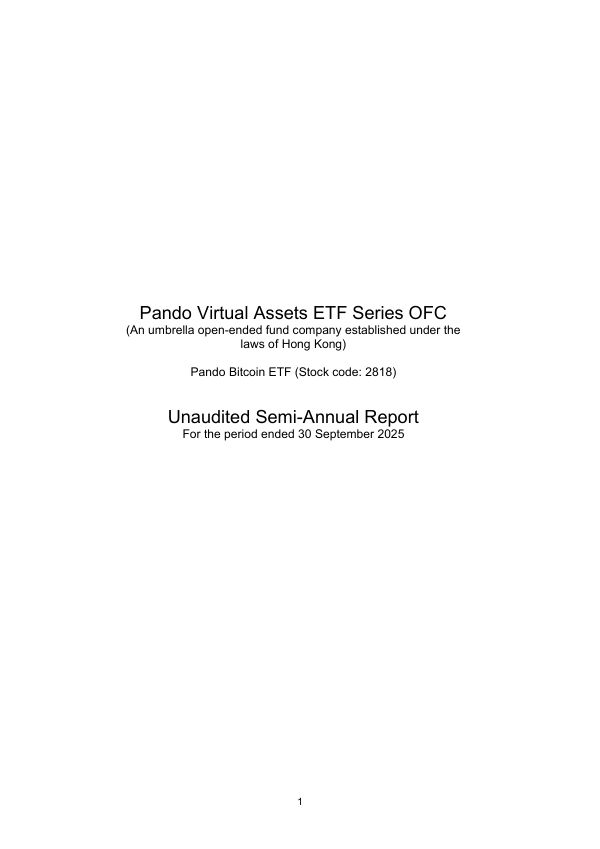 Pando Virtual Assets ETF Series OFC
(An umbrella open-ended fund company established under the
laws of Hong Kong)
Pando Bitcoin ETF (Stock code: 2818)
Unaudited Semi-Annual Report
For the period ended 30 September 2025
1